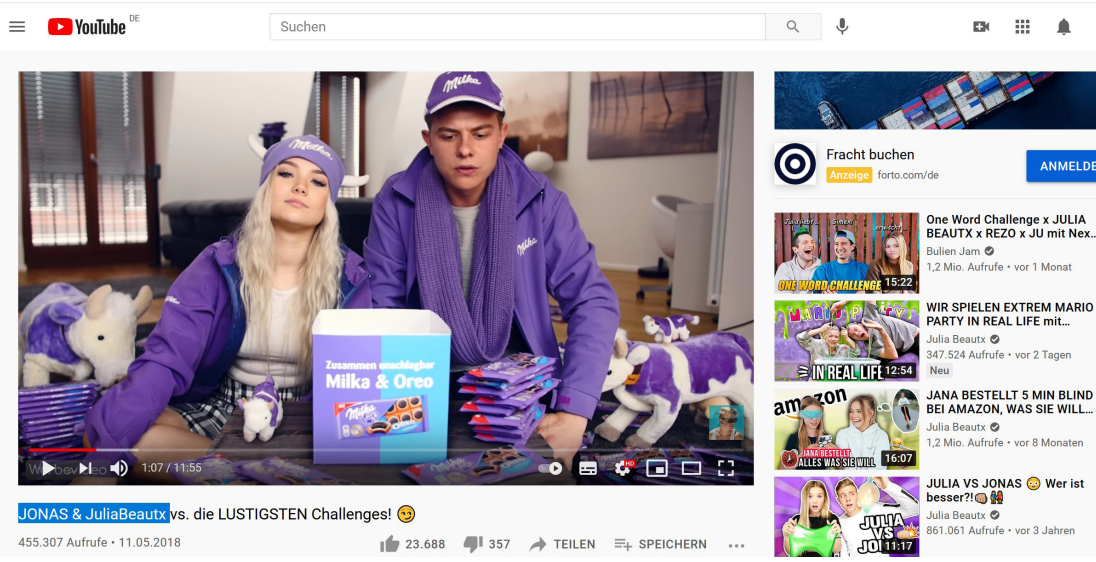 YouTube DE
Suchen
Milka
Milka
Milka
Zusammen unschlagbar
Milka & Oreo
Milka
Werbevideo
1:07 / 11:55
HD
JONAS & JuliaBeautx vs. die LUSTIGSTEN Challenges! 😏
455.307 Aufrufe • 11.05.2018
23.688
357
TEILEN
SPEICHERN
Fracht buchen
Anzeige forto.com/de
ANMELDE
ONE WORD CHALLENGE
15:22
One Word Challenge x JULIA
BEAUTX x REZO x JU mit Nex...
Bulien Jam
1,2 Mio. Aufrufe • vor 1 Monat
MARIO PARTY
IN REAL LIFE
12:54
WIR SPIELEN EXTREM MARIO
PARTY IN REAL LIFE mit...
Julia Beautx
347.524 Aufrufe • vor 2 Tagen
Neu
amazon
JANA BESTELLT
ALLES WAS SIE WILL
16:07
JANA BESTELLT 5 MIN BLIND
BEI AMAZON, WAS SIE WILL...
Julia Beautx
1,2 Mio. Aufrufe • vor 8 Monaten
JULIA
VS
11:17
JULIA VS JONAS 😳 Wer ist
besser?!👊🏼👫
Julia Beautx
861.061 Aufrufe • vor 3 Jahren